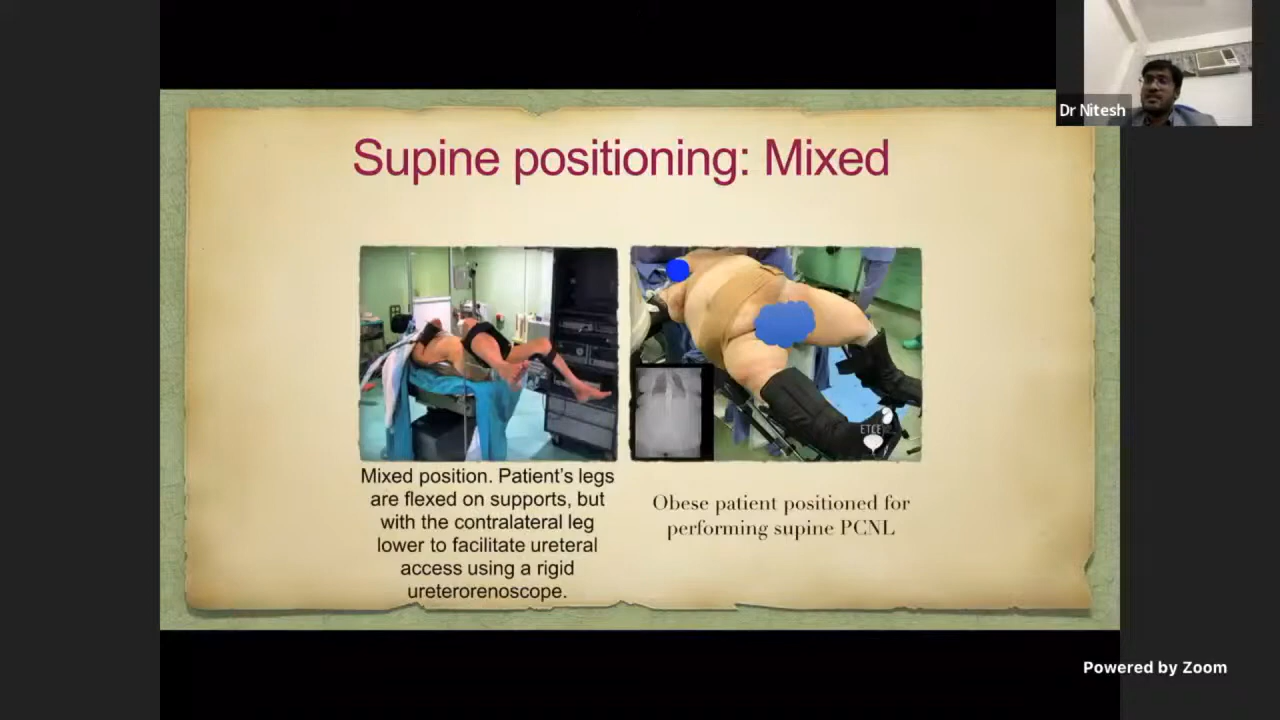 Dr Nitesh
Supine positioning: Mixed
Mixed position. Patient's legs
are flexed on supports, but
with the contralateral leg
lower to facilitate ureteral
access using a rigid
ureterorenoscope.
Obese patient positioned for
performing supine PCNL
Powered by Zoom